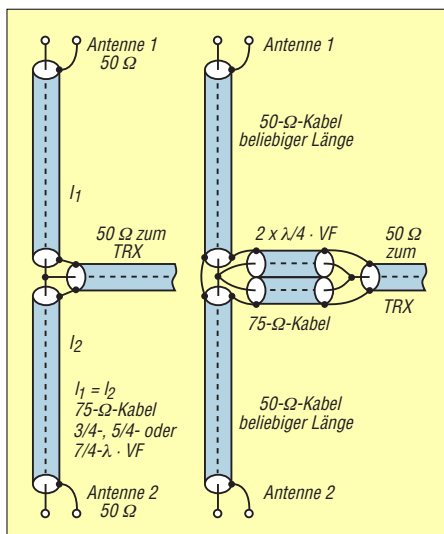 Antenne 1
50 Ω
l1
50 Ω zum
TRX
l2
l1 = l2
75-Ω-Kabel
3/4-, 5/4- oder
7/4-λ · VF
Antenne 2
50 Ω
Antenne 1
50-Ω-Kabel
beliebiger Länge
2 x λ/4 · VF
50 Ω
zum
TRX
75-Ω-Kabel
50-Ω-Kabel
beliebiger Länge
Antenne 2